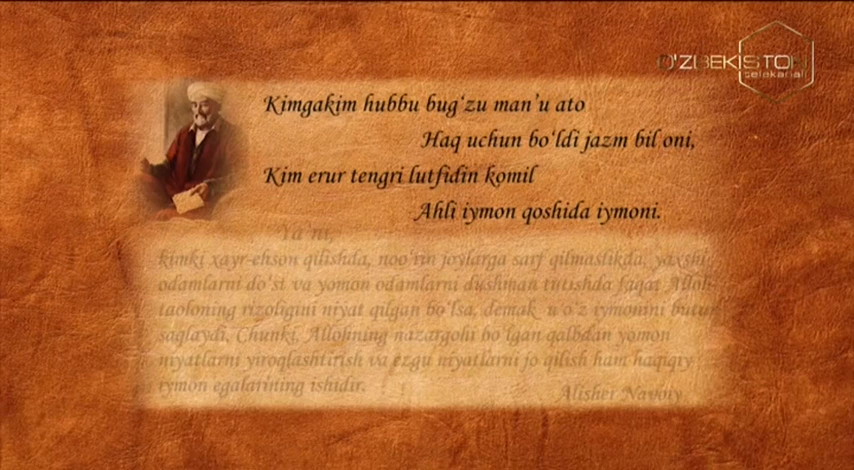 O'ZBEKISTON
telekanali
Kimgakim hubbu bug‘zu man’u ato
Haq uchun bo‘ldi jazm bil oni,
Kim erur tengri lutfidin komil
Ahli iymon qoshida iymoni.
Ya'ni,
kimki xayr-ehson qilishda, noo‘rin joylarga sarf qilmaslikda, yaxshi
odamlarni do‘st va yomon odamlarni dushman tutishda faqat Alloh
taoloning rizoligini niyat qilgan bo‘lsa, demak u o‘z iymonini butun
saqlaydi. Chunki, Allohning nazargohi bo‘lgan qalbdan yomon
niyatlarni yiroqlashtirish va ezgu niyatlarni jo qilish ham haqiqiy
iymon egalarining ishidir.
Alisher Navoiy